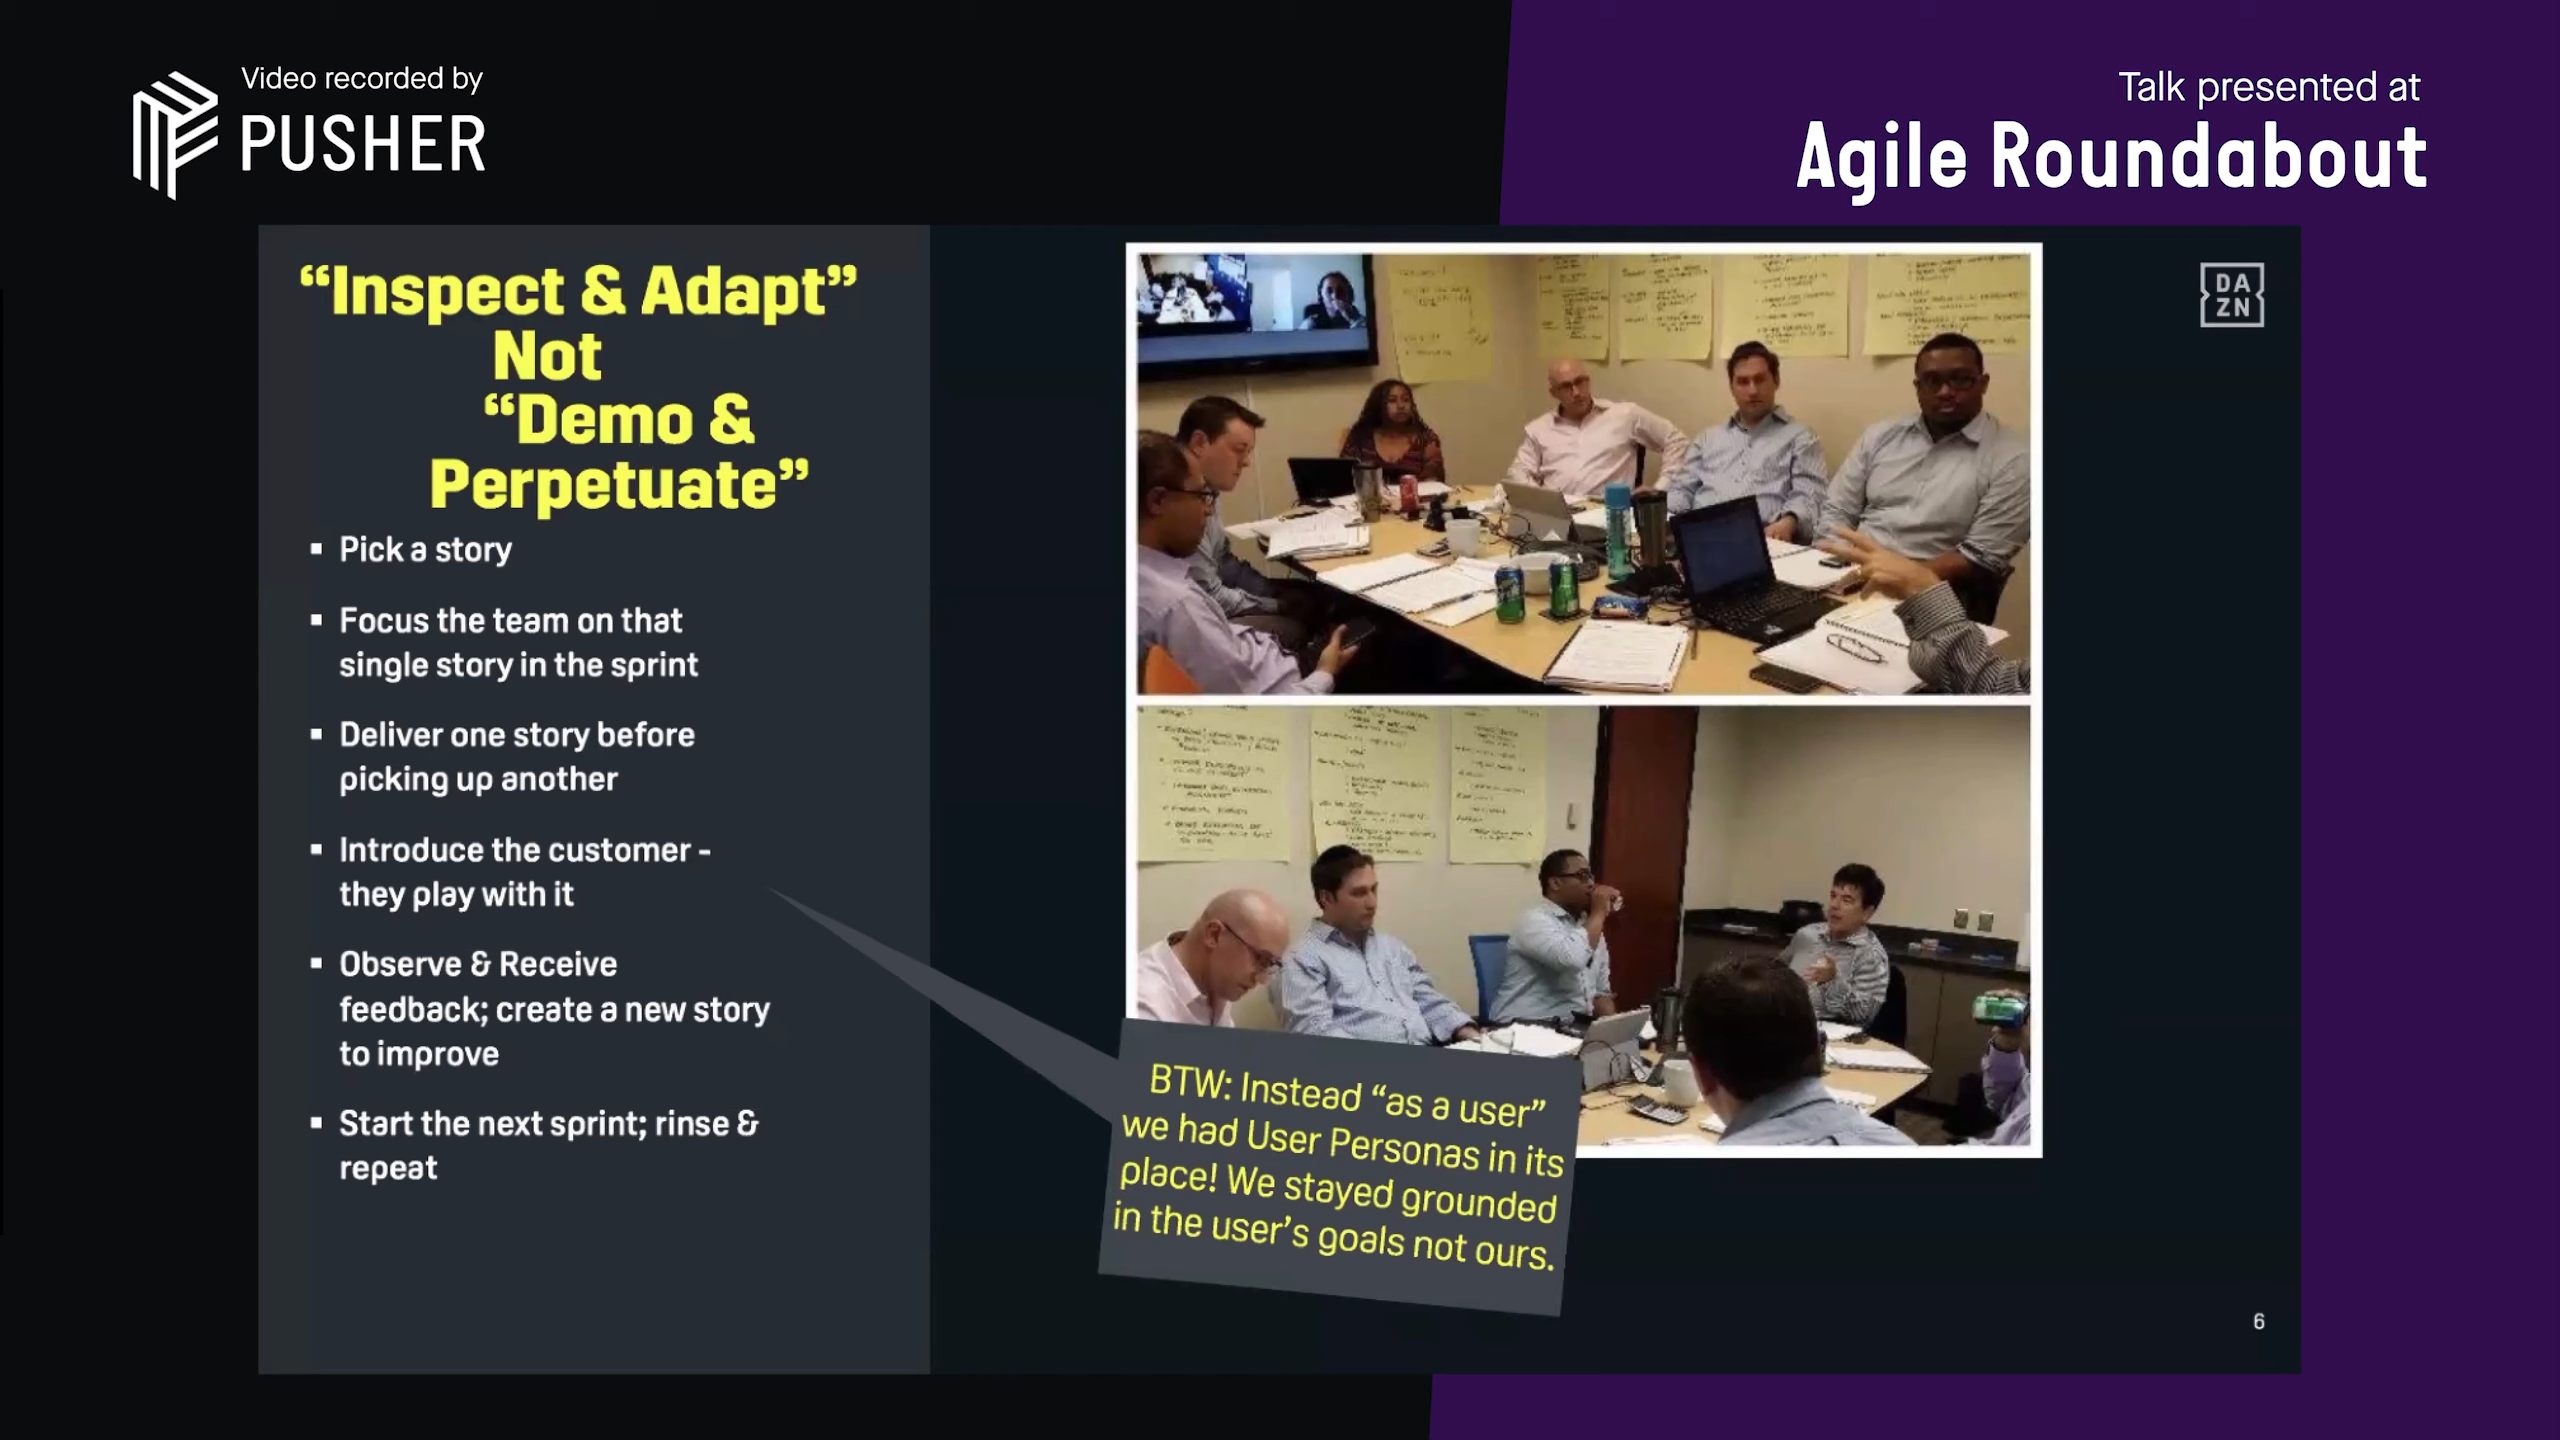 Video recorded by
PUSHER
Talk presented at
Agile Roundabout
“Inspect & Adapt”
Not
“Demo &
Perpetuate”
▪ Pick a story
▪ Focus the team on that
single story in the sprint
▪ Deliver one story before
picking up another
▪ Introduce the customer -
they play with it
▪ Observe & Receive
feedback; create a new story
to improve
▪ Start the next sprint; rinse &
repeat
DA
ZN
BTW: Instead “as a user”
we had User Personas in its
place! We stayed grounded
in the user’s goals not ours.
6